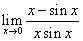 lim x→0 (x − sin x)/(x sin x)